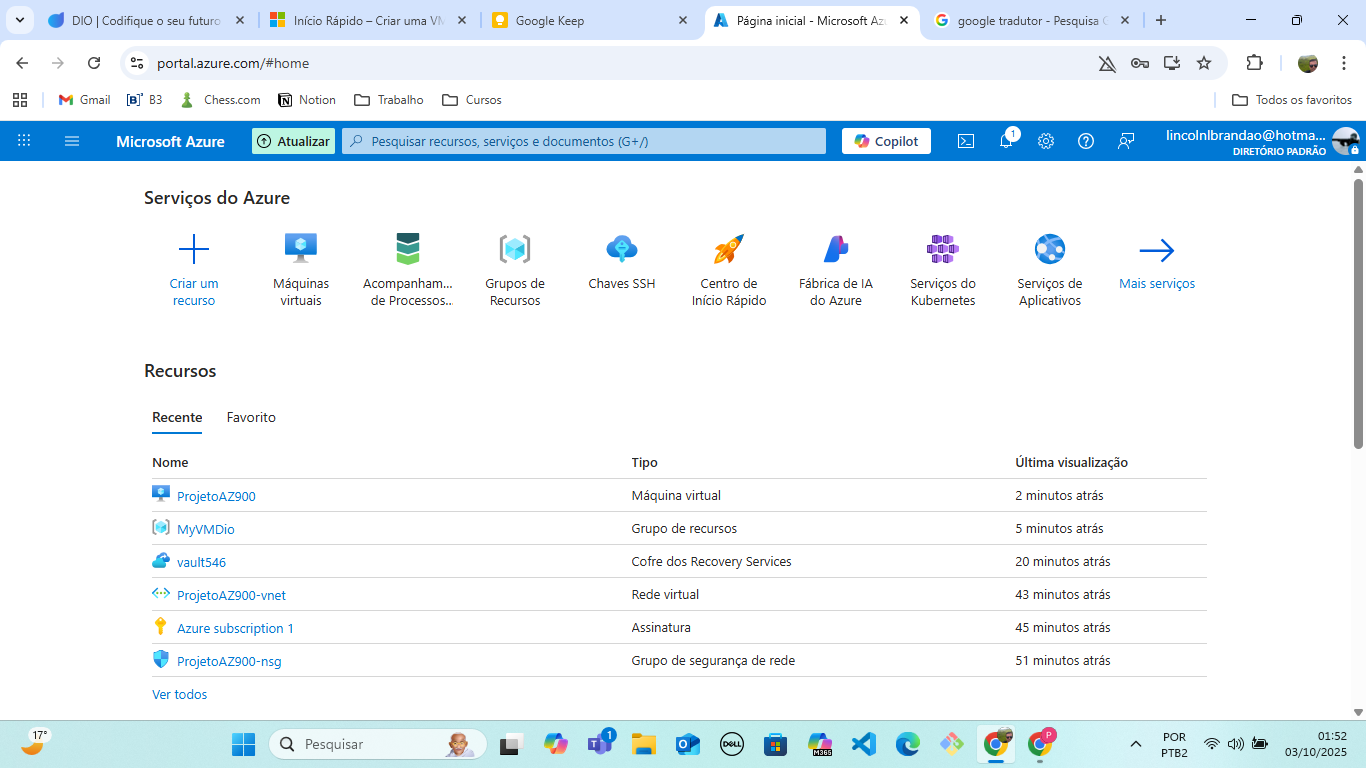 DIO | Codifique o seu futuro
Início Rápido – Criar uma VM
Google Keep
Página inicial - Microsoft Az
google tradutor - Pesquisa G
portal.azure.com/#home
Gmail
B3
Chess.com
Notion
Trabalho
Cursos
Todos os favoritos
Microsoft Azure
Atualizar
Pesquisar recursos, serviços e documentos (G+/)
Copilot
1
lincolnlbrandao@hotma...
DIRETÓRIO PADRÃO
Serviços do Azure
Criar um
recurso
Máquinas
virtuais
Acompanham...
de Processos...
Grupos de
Recursos
Chaves SSH
Centro de
Início Rápido
Fábrica de IA
do Azure
Serviços do
Kubernetes
Serviços de
Aplicativos
Mais serviços
Recursos
Recente
Favorito
Nome
Tipo
Última visualização
ProjetoAZ900
Máquina virtual
2 minutos atrás
MyVMDio
Grupo de recursos
5 minutos atrás
vault546
Cofre dos Recovery Services
20 minutos atrás
ProjetoAZ900-vnet
Rede virtual
43 minutos atrás
Azure subscription 1
Assinatura
45 minutos atrás
ProjetoAZ900-nsg
Grupo de segurança de rede
51 minutos atrás
Ver todos
17°
Pesquisar
1
DELL
M365
P
POR
PTB2
01:52
03/10/2025